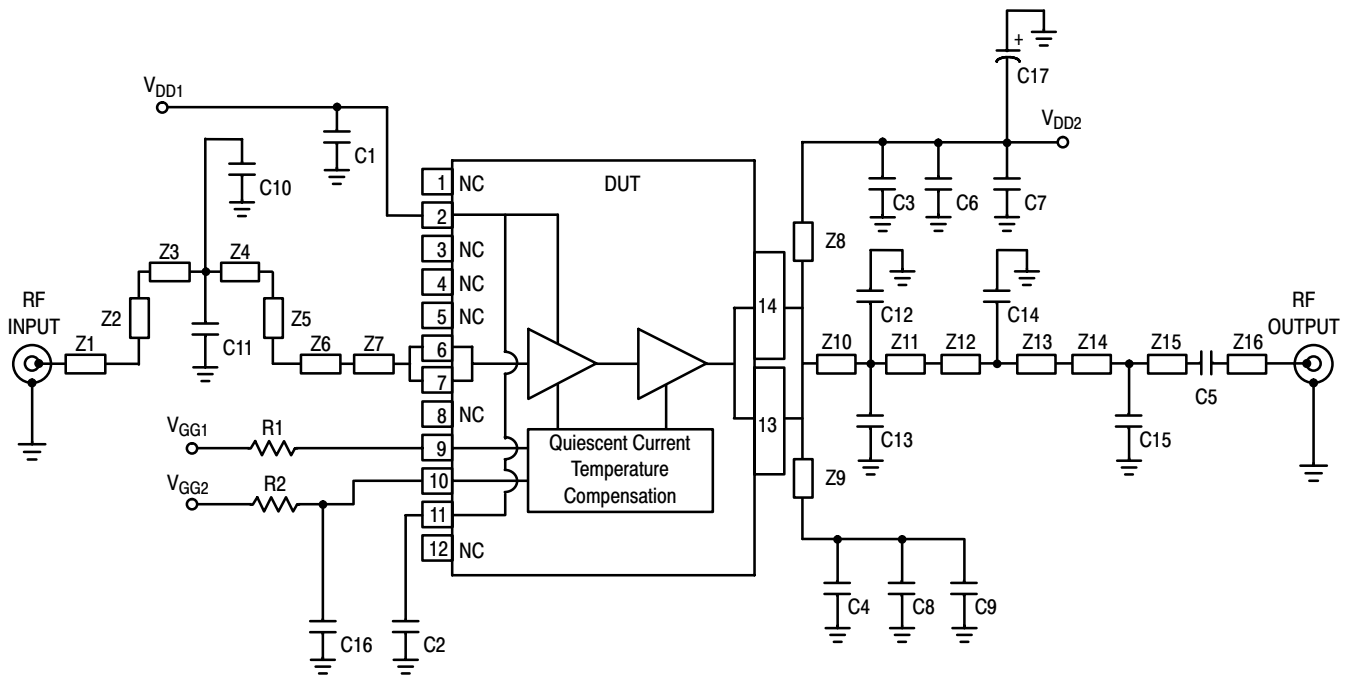 +
C17
VDD1
VDD2
C1
C10
1 NC
DUT
C3
C6
C7
2
Z8
3 NC
Z3
Z4
4 NC
14
C12
C14
RF
INPUT
Z2
C11
Z5
5 NC
RF
OUTPUT
Z1
Z6
Z7
6
Z10
Z11
Z12
Z13
Z14
Z15
Z16
7
C5
8 NC
13
C13
C15
VGG1
R1
9
Quiescent Current
Temperature
Compensation
VGG2
R2
10
Z9
11
12 NC
C16
C2
C4
C8
C9